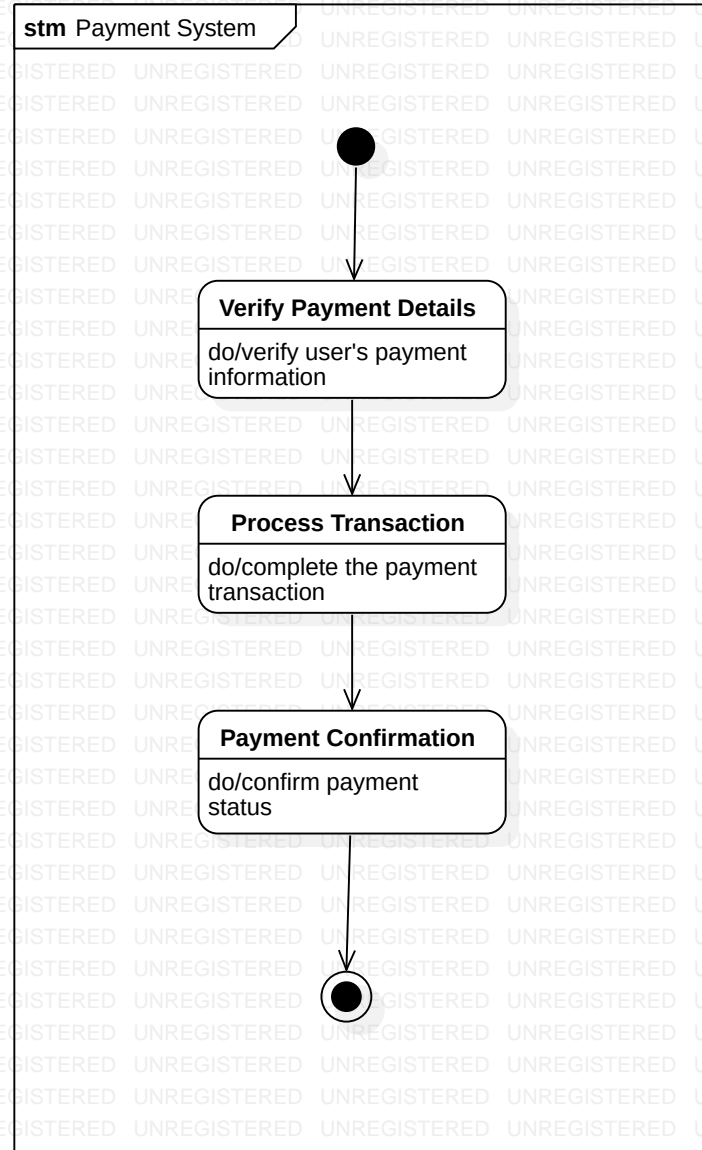 stm Payment System
Verify Payment Details
do/verify user's payment
information
Process Transaction
do/complete the payment
transaction
Payment Confirmation
do/confirm payment
status
UNREGISTERED